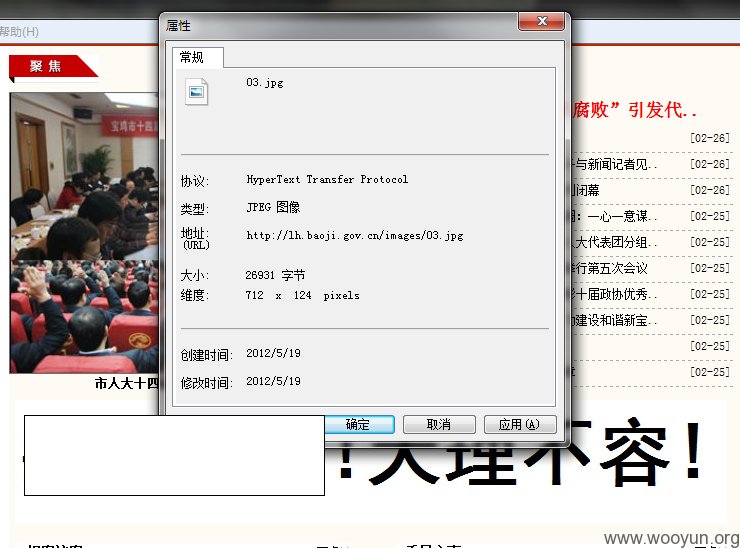 帮助(H)
属性
聚 焦
常规
03.jpg
宝鸡市十四届
腐败”引发代..
[02-26]
协议:
HyperText Transfer Protocol
与新闻记者见..
[02-26]
类型:
JPEG 图像
闭幕
[02-26]
地址:
(URL)
http://lh.baoji.gov.cn/images/03.jpg
：一心一意谋..
[02-25]
人大代表团分组..
[02-25]
大小:
26931 字节
行第五次会议
[02-25]
维度:
712 x 124 pixels
十届政协优秀..
[02-25]
建设和谐新宝..
[02-25]
创建时间:
2012/5/19
[02-25]
修改时间:
2012/5/19
[02-25]
市人大十四
确定
取消
应用(A)
!天理不容!
www.wooyun.org